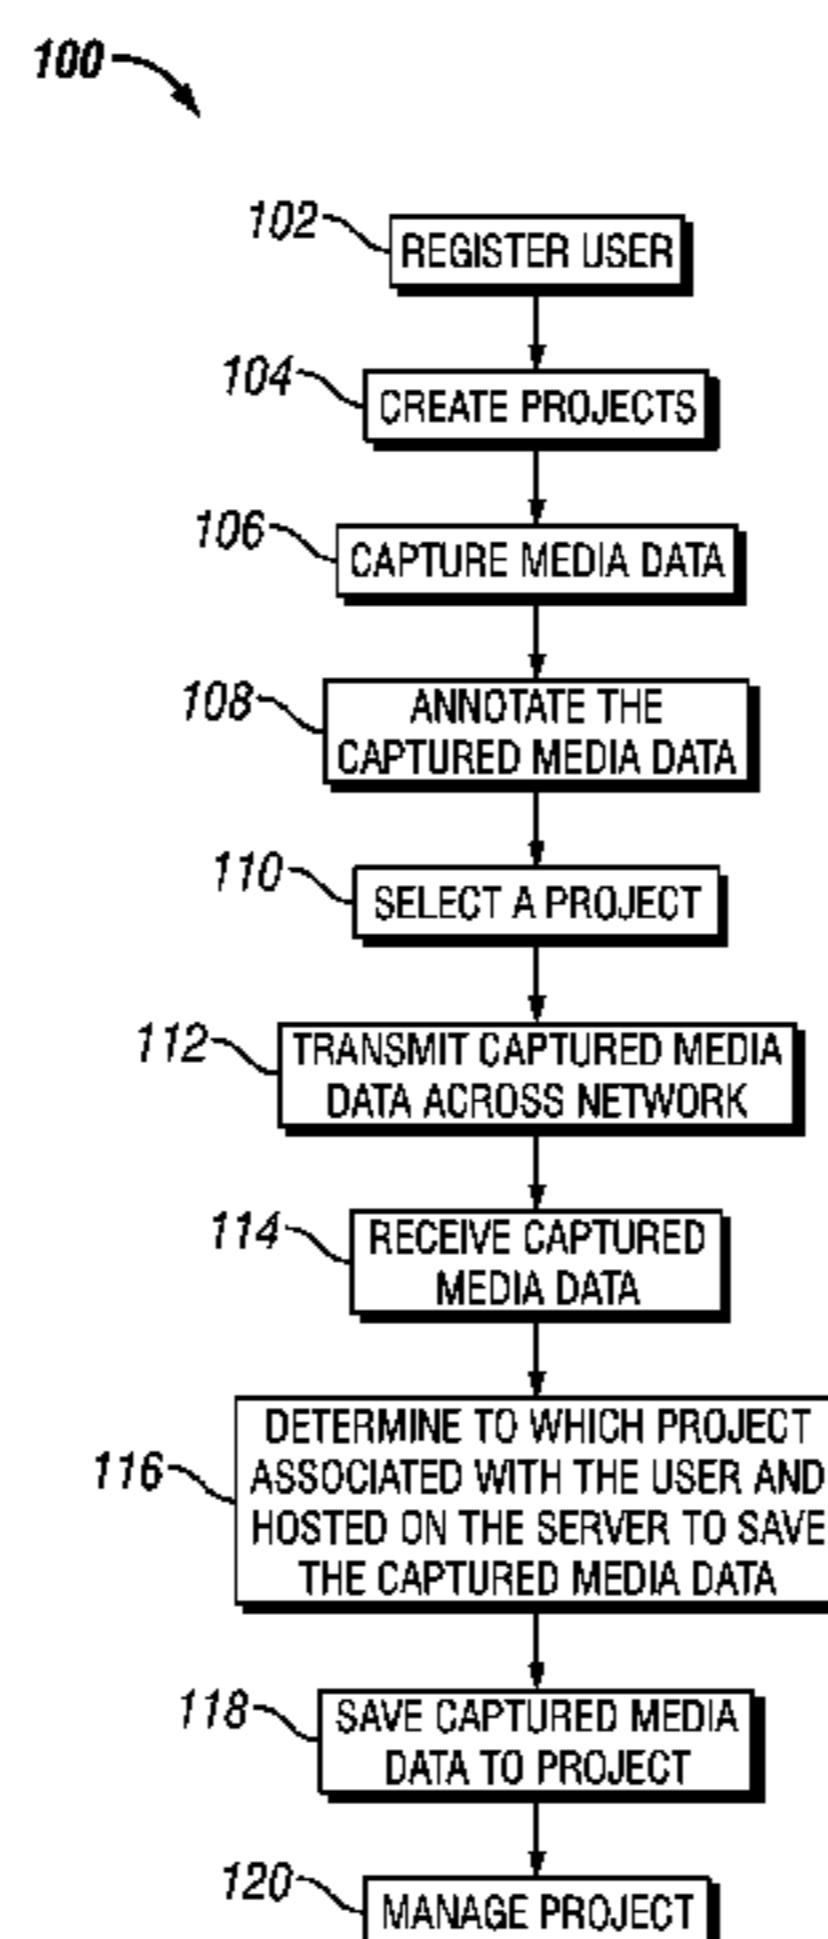 100
102
REGISTER USER
104
CREATE PROJECTS
106
CAPTURE MEDIA DATA
108
ANNOTATE THE
CAPTURED MEDIA DATA
110
SELECT A PROJECT
112
TRANSMIT CAPTURED MEDIA
DATA ACROSS NETWORK
114
RECEIVE CAPTURED
MEDIA DATA
116
DETERMINE TO WHICH PROJECT
ASSOCIATED WITH THE USER AND
HOSTED ON THE SERVER TO SAVE
THE CAPTURED MEDIA DATA
118
SAVE CAPTURED MEDIA
DATA TO PROJECT
120
MANAGE PROJECT